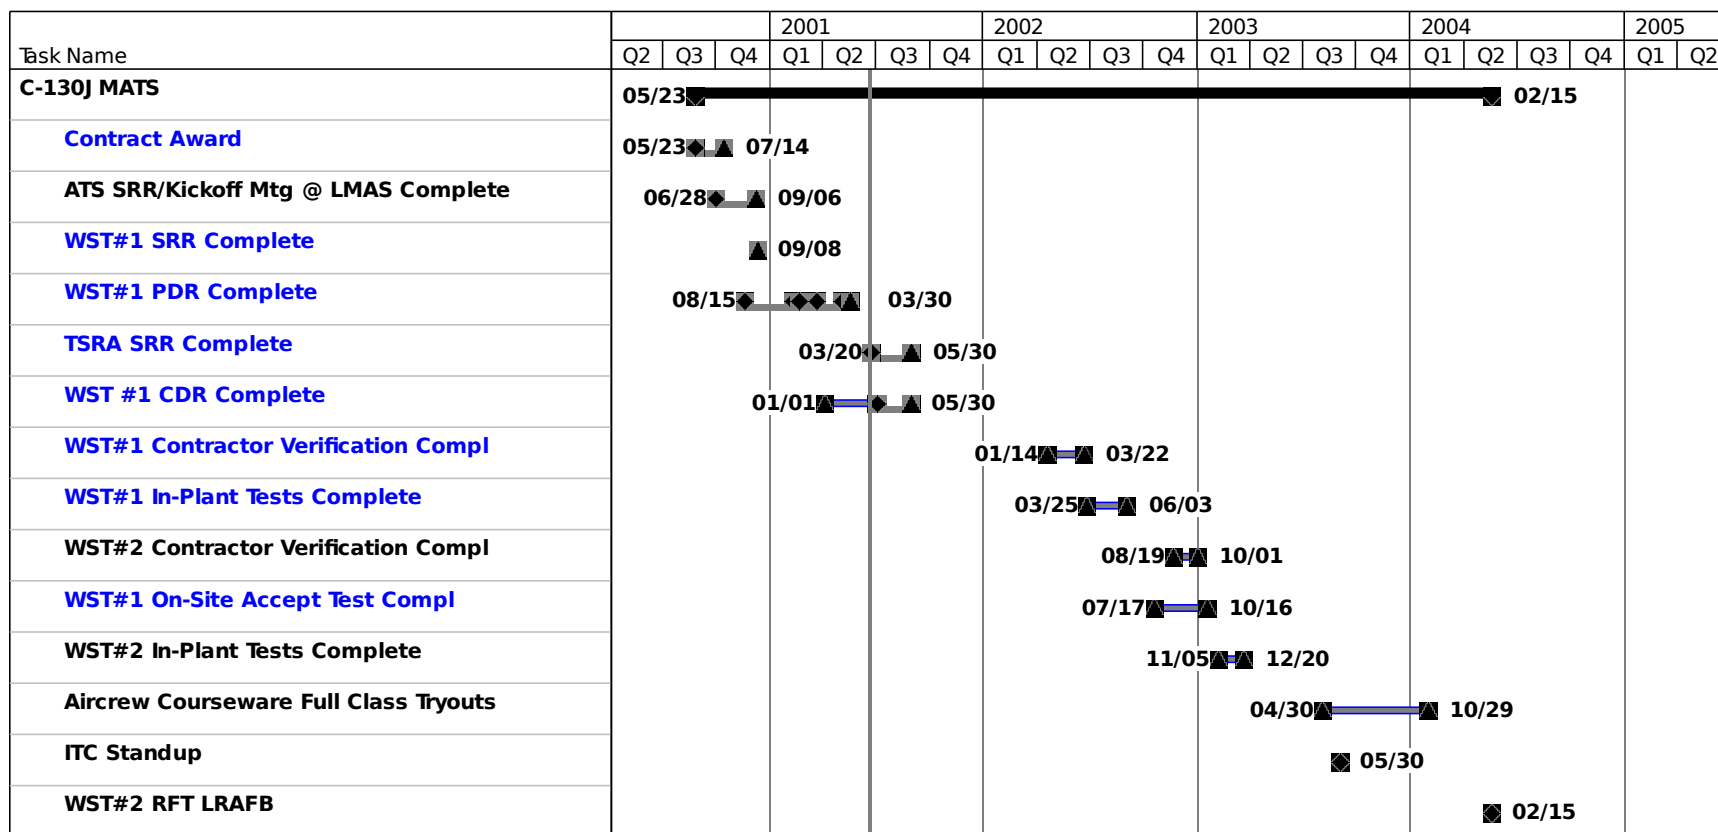 2001 2002 2003 2004 2005
Task Name Q2 Q3 Q4 Q1 Q2 Q3 Q4 Q1 Q2 Q3 Q4 Q1 Q2 Q3 Q4 Q1 Q2 Q3 Q4 Q1 Q2
C-130J MATS 05/23 02/15
Contract Award 05/23 07/14
ATS SRR/Kickoff Mtg @ LMAS Complete 06/28 09/06
WST#1 SRR Complete 09/08
WST#1 PDR Complete 08/15 03/30
TSRA SRR Complete 03/20 05/30
WST #1 CDR Complete 01/01 05/30
WST#1 Contractor Verification Compl 01/14 03/22
WST#1 In-Plant Tests Complete 03/25 06/03
WST#2 Contractor Verification Compl 08/19 10/01
WST#1 On-Site Accept Test Compl 07/17 10/16
WST#2 In-Plant Tests Complete 11/05 12/20
Aircrew Courseware Full Class Tryouts 04/30 10/29
ITC Standup 05/30
WST#2 RFT LRAFB 02/15